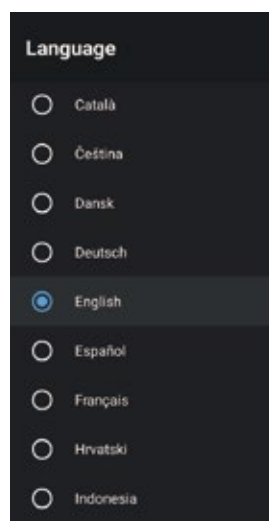 Language
Català
Čeština
Dansk
Deutsch
English
Español
Français
Hrvatski
Indonesia